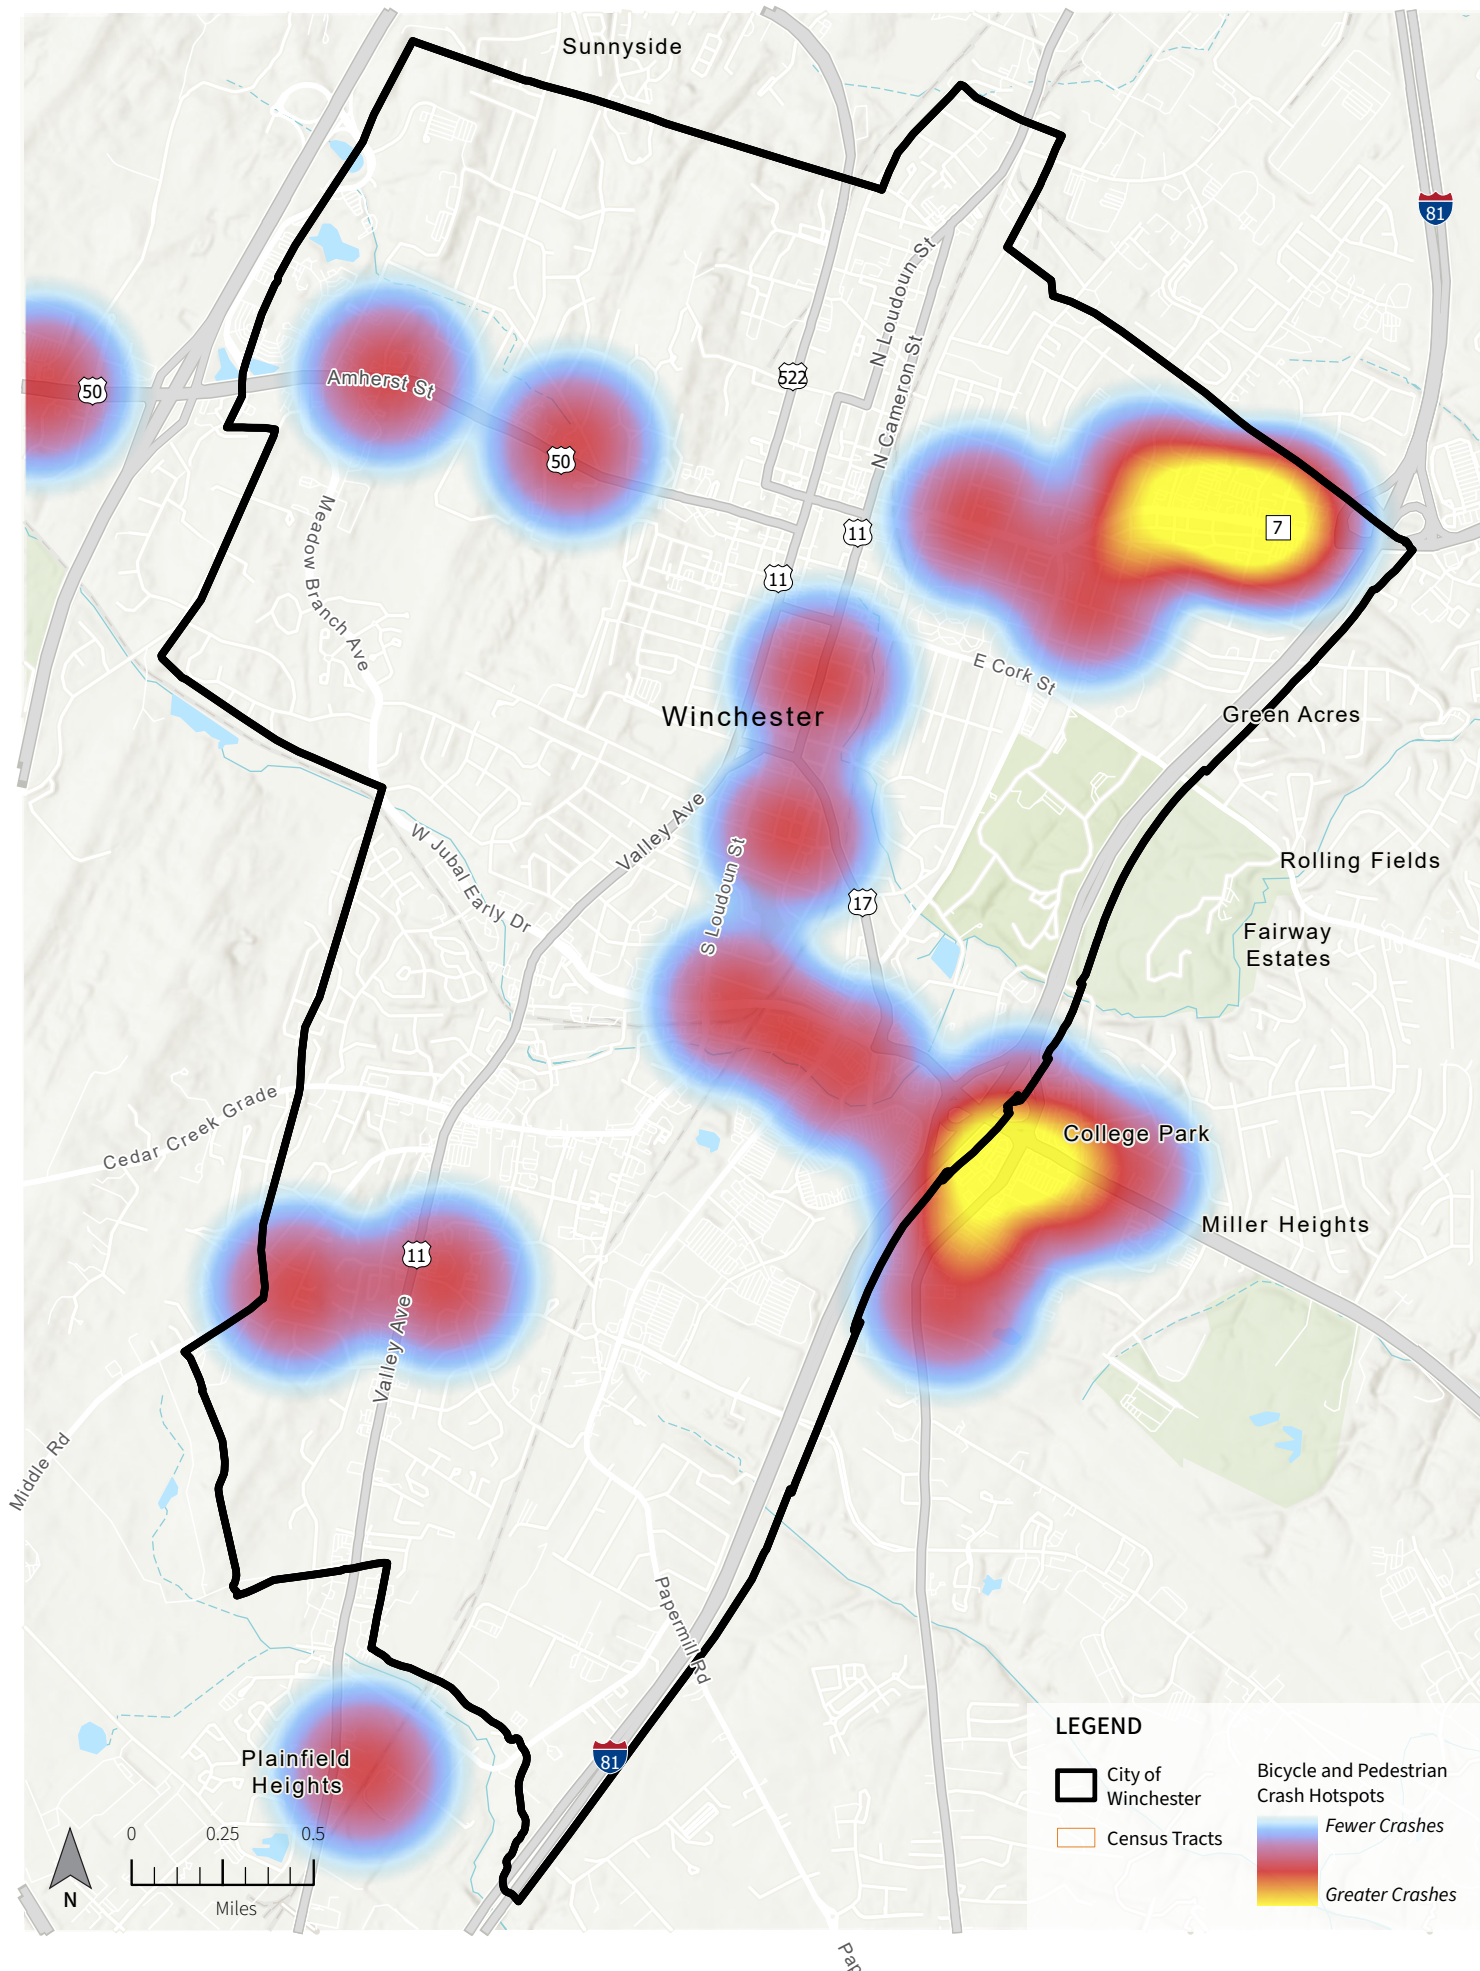 Sunnyside
81
N Loudoun St
N Cameron St
522
50
Amherst St
50
11
11
7
Meadow Branch Ave
E Cork St
Winchester
Green Acres
Valley Ave
W Jubal Early Dr
S Loudoun St
17
Rolling Fields
Fairway
Estates
Cedar Creek Grade
College Park
Miller Heights
11
Valley Ave
Middle Rd
Papermill Rd
81
Plainfield
Heights
0
0.25
0.5
Miles
N
LEGEND
City of
Winchester
Census Tracts
Bicycle and Pedestrian
Crash Hotspots
Fewer Crashes
Greater Crashes
Pap